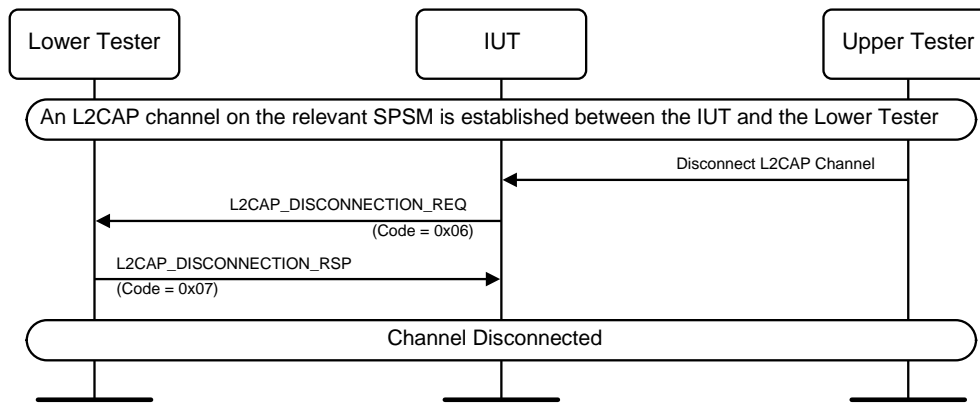 Lower Tester
IUT
Upper Tester
An L2CAP channel on the relevant SPSM is established between the IUT and the Lower Tester
Disconnect L2CAP Channel
L2CAP_DISCONNECTION_REQ
(Code = 0x06)
L2CAP_DISCONNECTION_RSP
(Code = 0x07)
Channel Disconnected